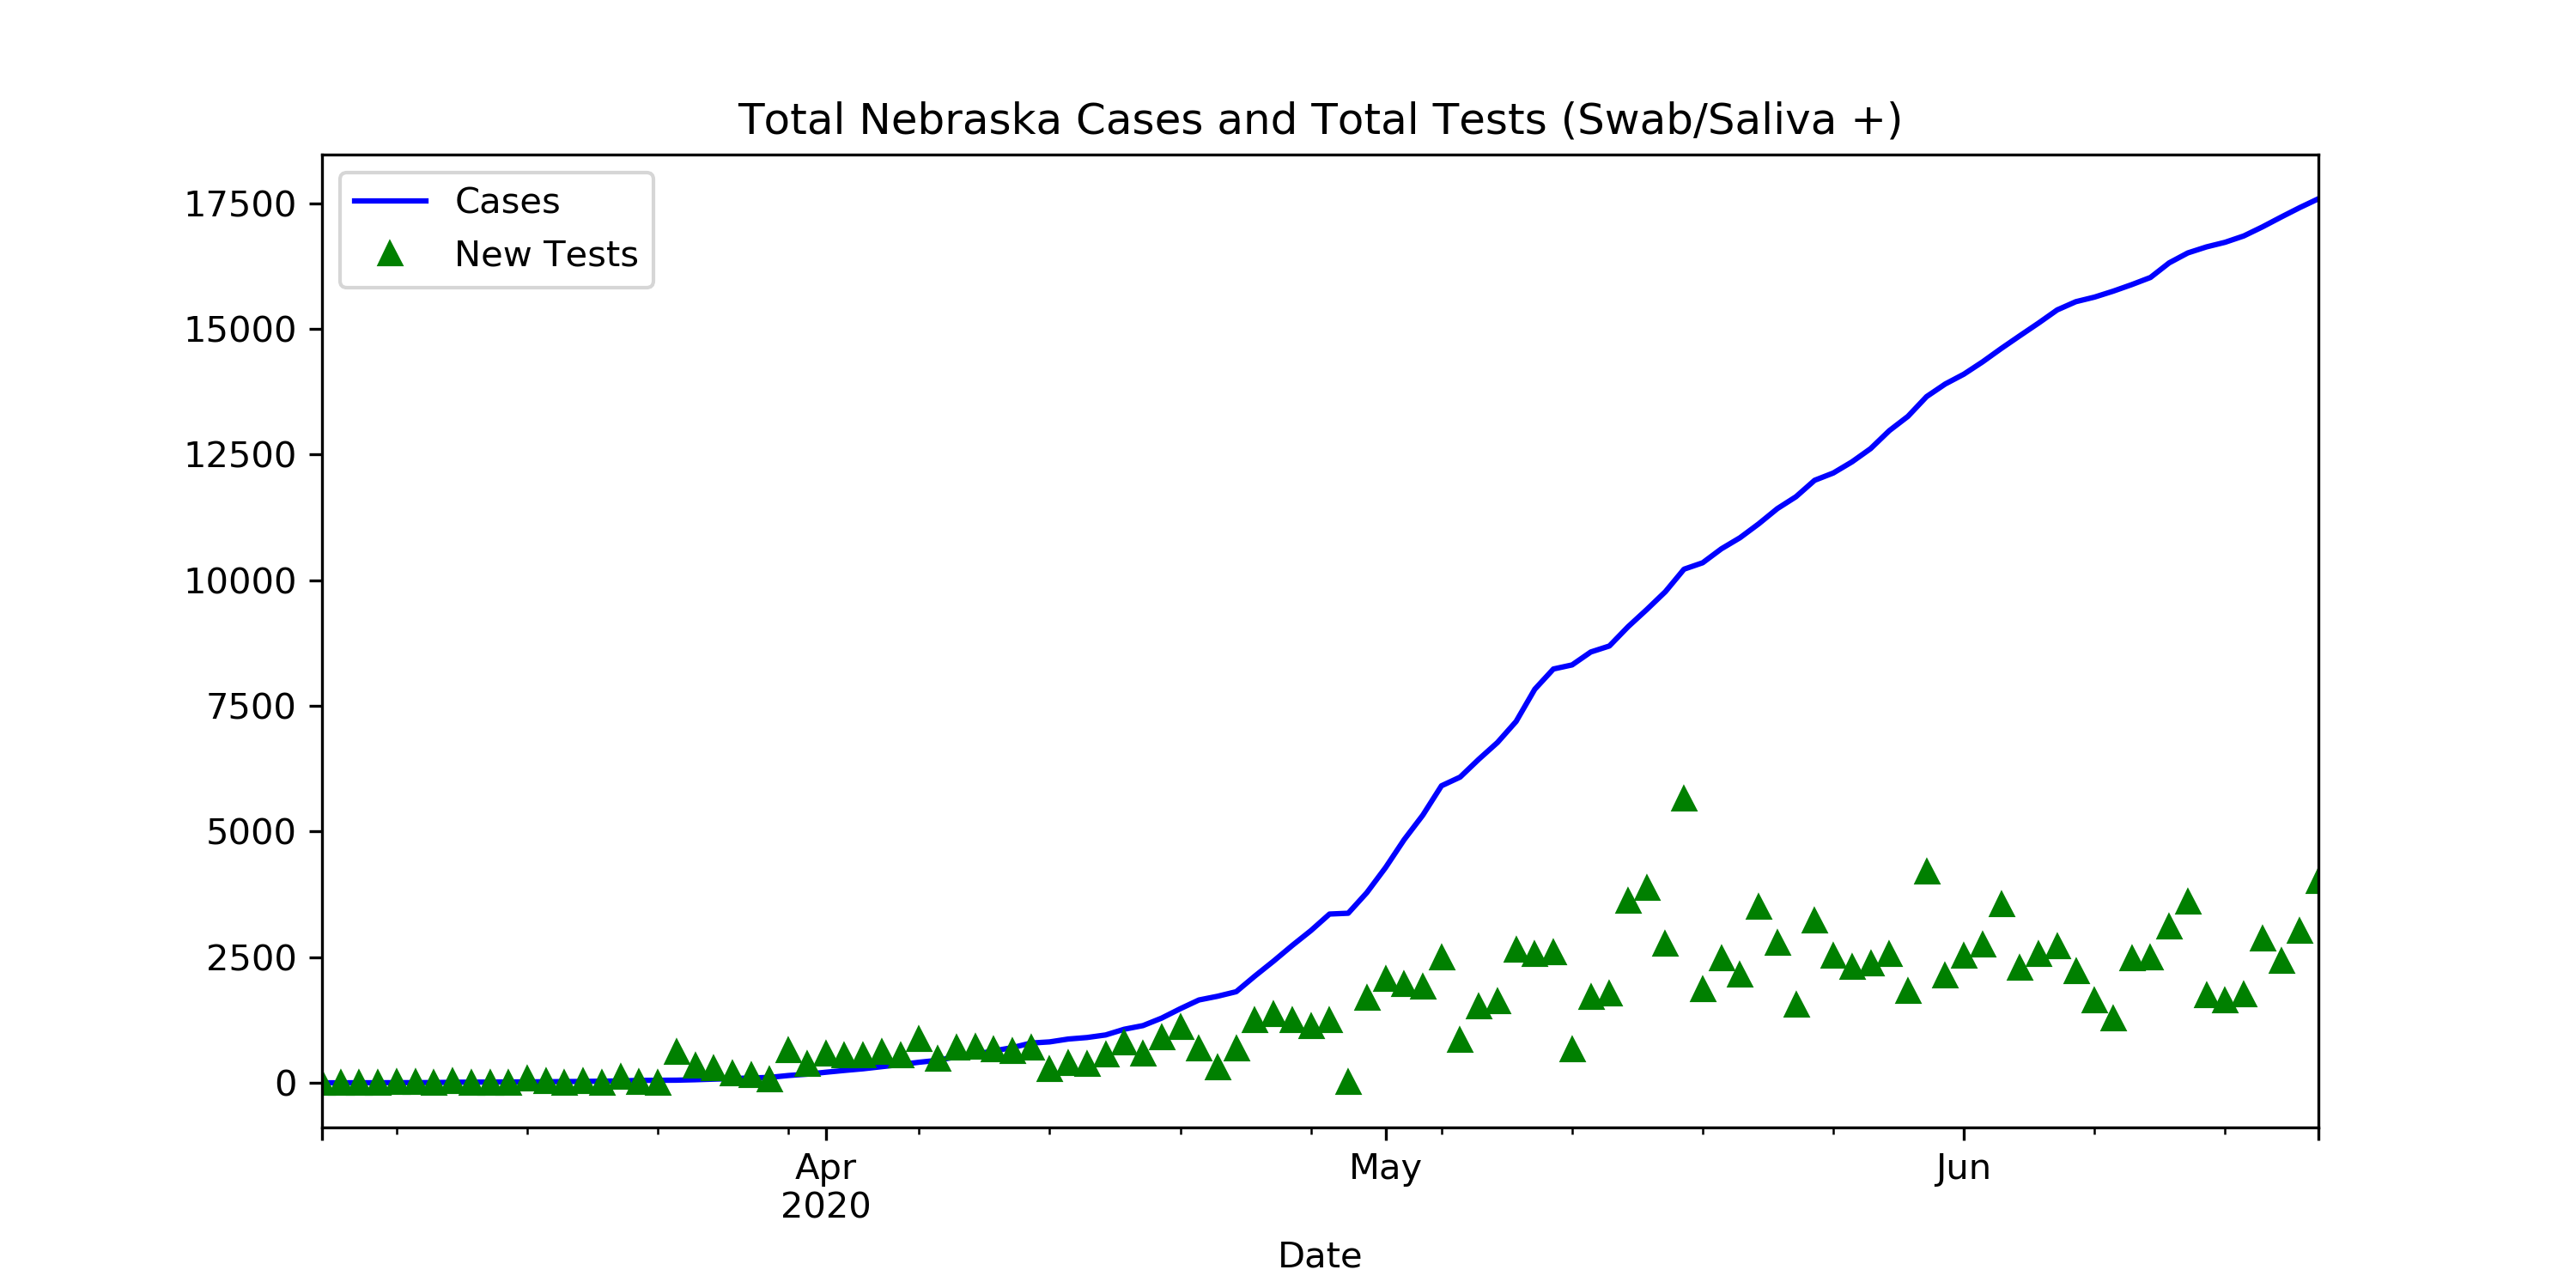 Total Nebraska Cases and Total Tests (Swab/Saliva +)
Cases
New Tests
17500
15000
12500
10000
7500
5000
2500
0
Apr
2020
May
Jun
Date